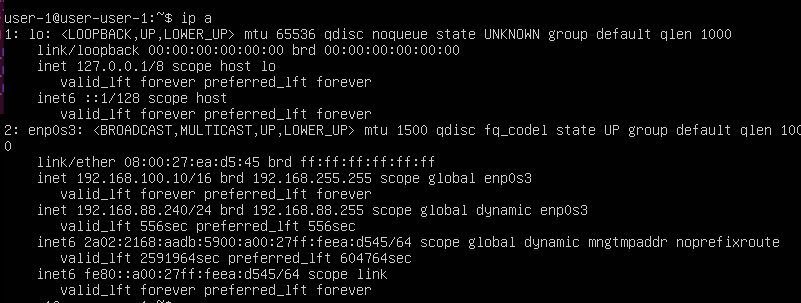 user-1@user-user-1:~$ ip a
1: lo: <LOOPBACK,UP,LOWER_UP> mtu 65536 qdisc noqueue state UNKNOWN group default qlen 1000
link/loopback 00:00:00:00:00:00 brd 00:00:00:00:00:00
inet 127.0.0.1/8 scope host lo
valid_lft forever preferred_lft forever
inet6 ::1/128 scope host
valid_lft forever preferred_lft forever
2: enp0s3: <BROADCAST,MULTICAST,UP,LOWER_UP> mtu 1500 qdisc fq_codel state UP group default qlen 100
0
link/ether 08:00:27:ea:d5:45 brd ff:ff:ff:ff:ff:ff
inet 192.168.100.10/16 brd 192.168.255.255 scope global enp0s3
valid_lft forever preferred_lft forever
inet 192.168.88.240/24 brd 192.168.88.255 scope global dynamic enp0s3
valid_lft 556sec preferred_lft 556sec
inet6 2a02:2168:aadb:5900:a00:27ff:feea:d545/64 scope global dynamic mngtmpaddr noprefixroute
valid_lft 2591964sec preferred_lft 604764sec
inet6 fe80::a00:27ff:feea:d545/64 scope link
valid_lft forever preferred_lft forever